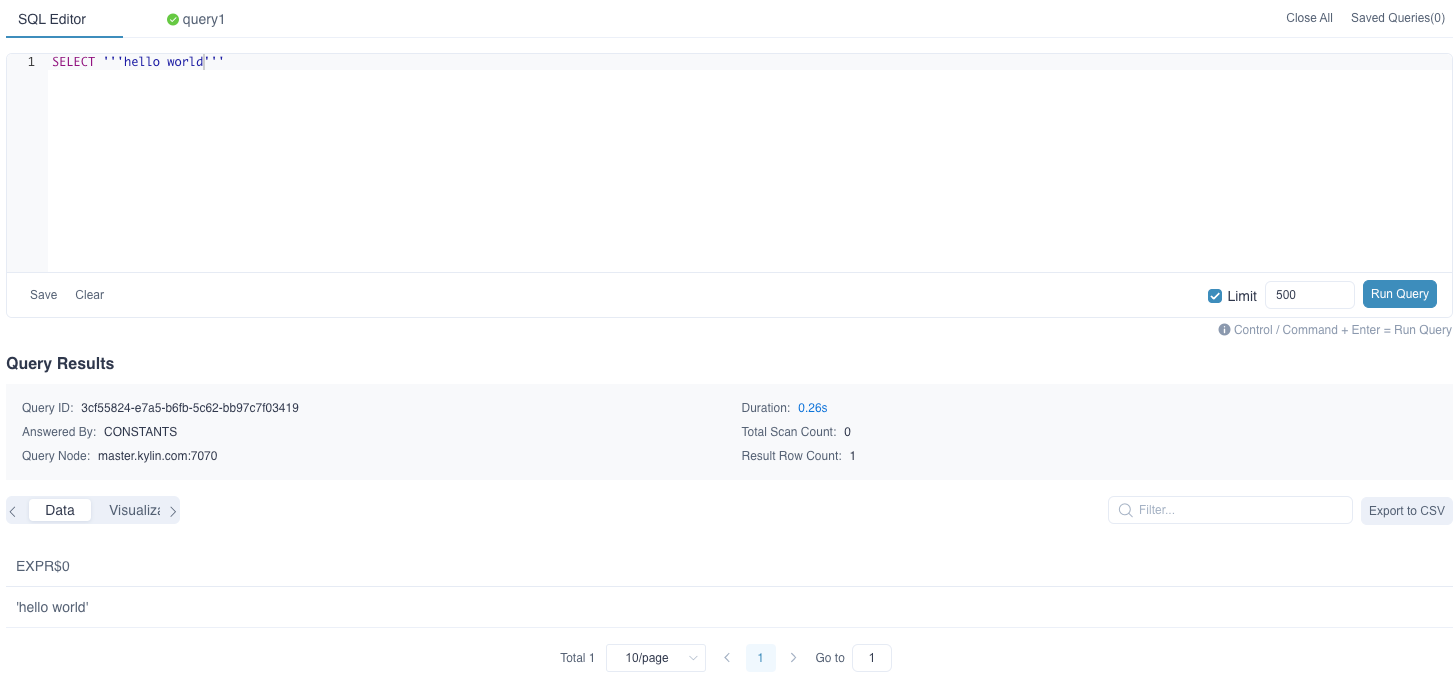 SQL Editor query1 Close All Saved Queries(0)
1 SELECT '''hello world'''
Save Clear Limit 500 Run Query
Control / Command + Enter = Run Query
Query Results
Query ID: 3cf55824-e7a5-b6fb-5c62-bb97c7f03419 Duration: 0.26s
Answered By: CONSTANTS Total Scan Count: 0
Query Node: master.kylin.com:7070 Result Row Count: 1
Data Visualiza Filter... Export to CSV
EXPR$0
'hello world'
Total 1 10/page 1 Go to 1